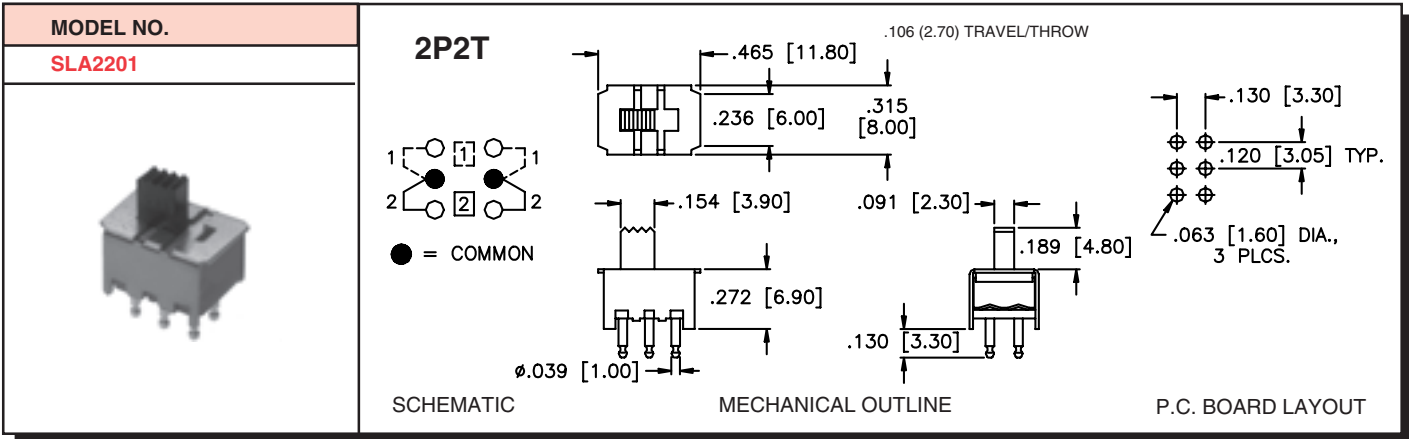 MODEL NO.
SLA2201
2P2T
.106 (2.70) TRAVEL/THROW
.465 [11.80]
.236 [6.00]
.315
[8.00]
.130 [3.30]
.120 [3.05] TYP.
.063 [1.60] DIA.,
3 PLCS.
1 1 1
2 2 2
= COMMON
.154 [3.90]
.091 [2.30]
.189 [4.80]
.272 [6.90]
.130 [3.30]
ø.039 [1.00]
SCHEMATIC
MECHANICAL OUTLINE
P.C. BOARD LAYOUT